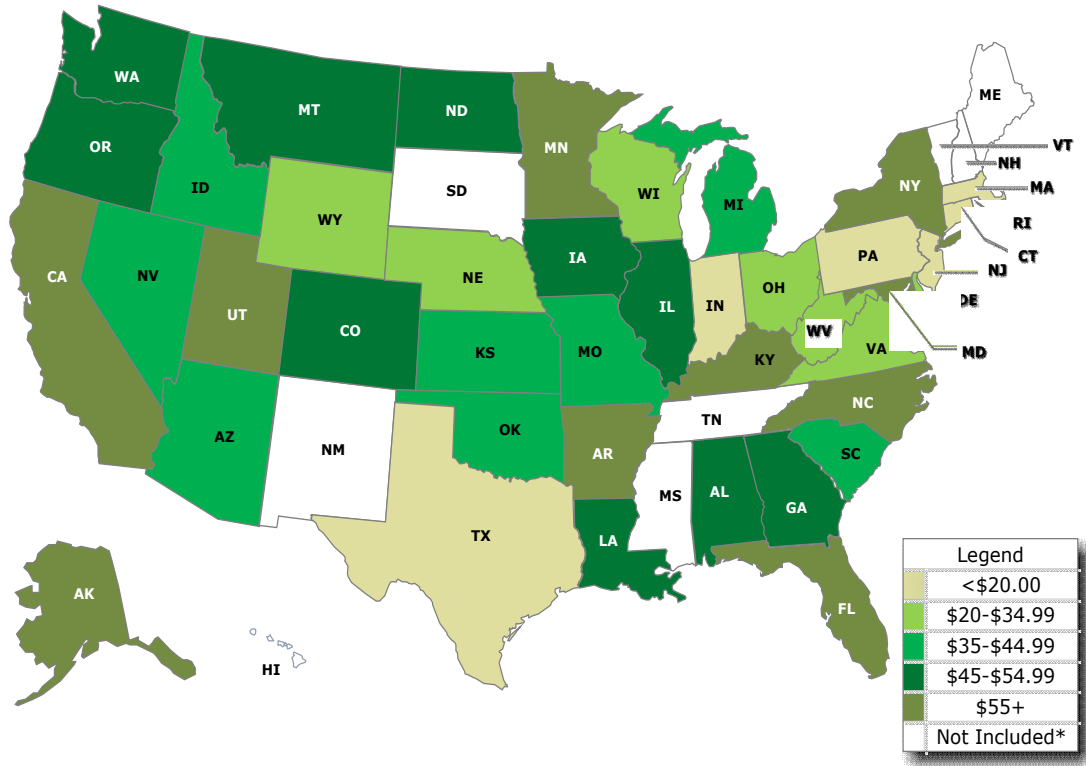 WA
MT
ND
ME
OR
MN
VT
NH
ID
SD
WI
NY
MA
MI
WY
RI
IA
PA
CT
CA
NV
NE
NJ
OH
DE
UT
IL
IN
CO
WV
KS
MO
VA
MD
KY
NC
TN
AZ
OK
NM
AR
SC
MS
AL
GA
TX
LA
AK
FL
HI
Legend
<$20.00
$20-$34.99
$35-$44.99
$45-$54.99
$55+
Not Included*